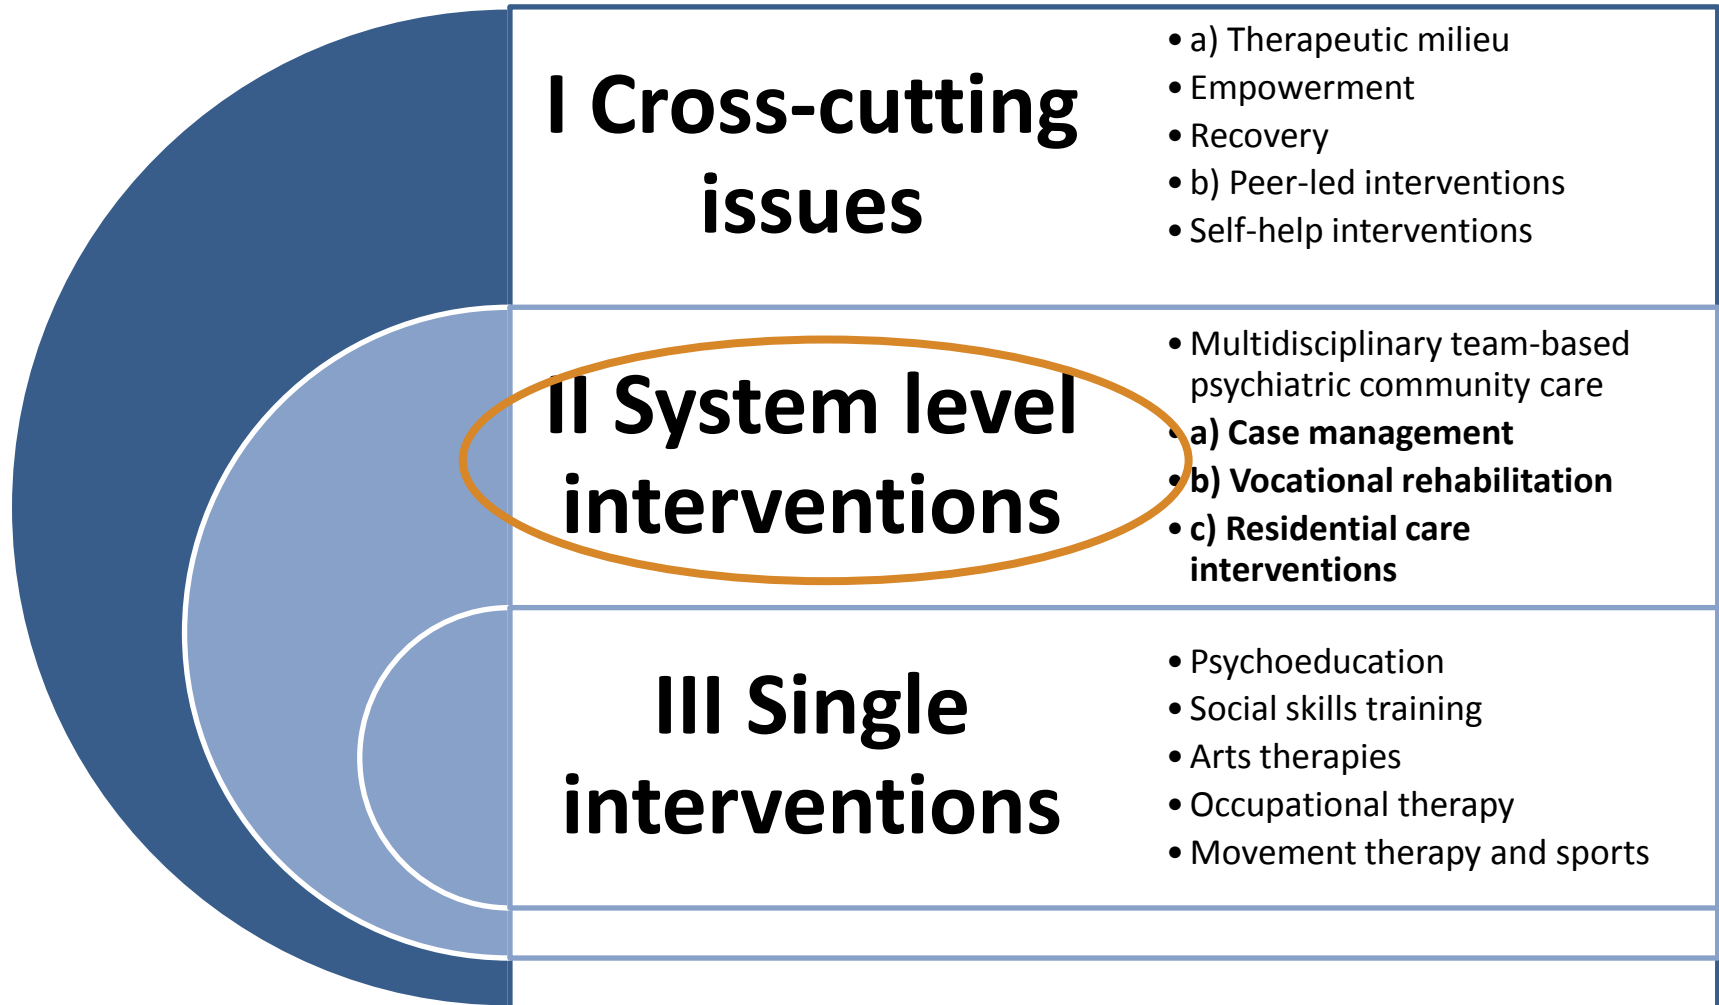 I Cross-cutting
issues
• a) Therapeutic milieu
• Empowerment
• Recovery
• b) Peer-led interventions
• Self-help interventions
II System level
interventions
• Multidisciplinary team-based
psychiatric community care
• a) Case management
• b) Vocational rehabilitation
• c) Residential care
interventions
III Single
interventions
• Psychoeducation
• Social skills training
• Arts therapies
• Occupational therapy
• Movement therapy and sports